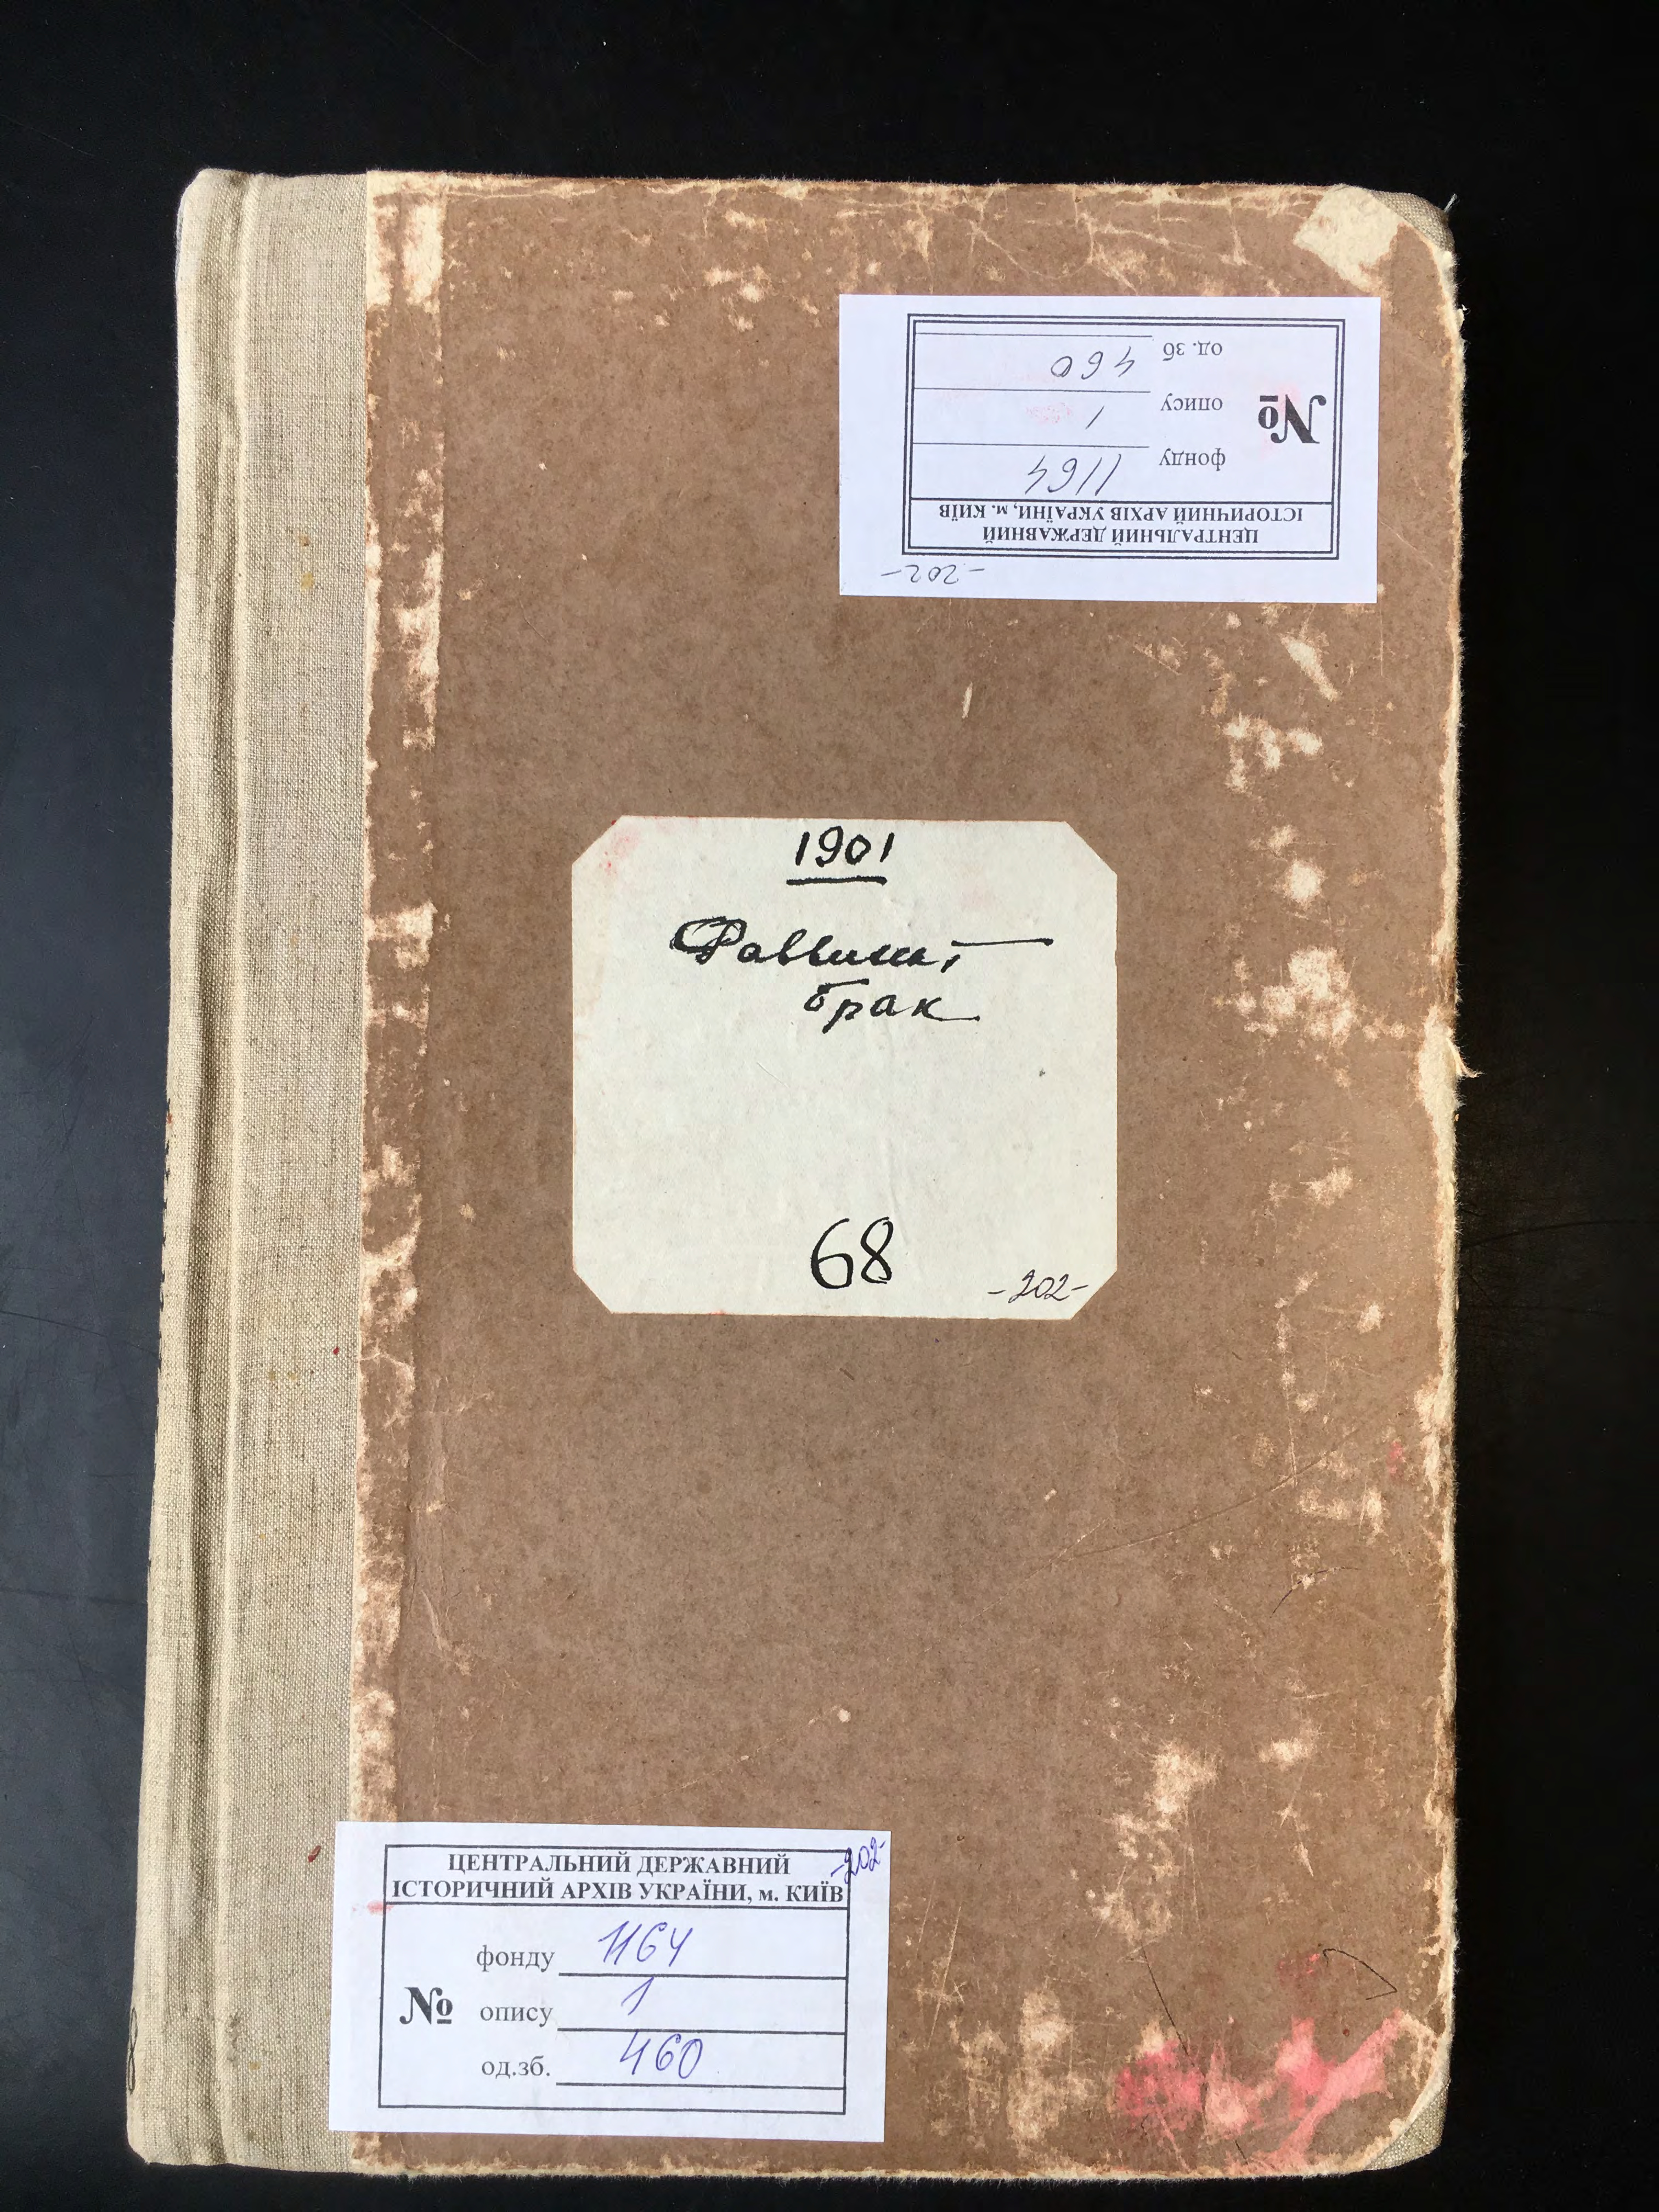 ЦЕНТРАЛЬНИЙ ДЕРЖАВНИЙ
ІСТОРИЧНИЙ АРХІВ УКРАЇНИ, м. КИЇВ
№
фонду 1164
опису 1
од. зб 460
-202-
1901
Раввинат
брак
68
-202-
ЦЕНТРАЛЬНИЙ ДЕРЖАВНИЙ
ІСТОРИЧНИЙ АРХІВ УКРАЇНИ, м. КИЇВ
-202-
№
фонду 1164
опису 1
од.зб. 460